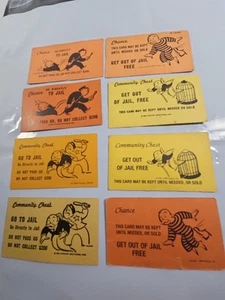 Chance
GO DIRECTLY
TO JAIL
DO NOT PASS GO, DO NOT COLLECT $200
Chance
THIS CARD MAY BE KEPT
UNTIL NEEDED OR SOLD
GET OUT OF JAIL FREE
Chance
GO DIRECTLY
TO JAIL
DO NOT PASS GO, DO NOT COLLECT $200
Community Chest
GET OUT
OF JAIL, FREE
THIS CARD MAY BE KEPT UNTIL NEEDED OR SOLD
Community Chest
GO TO JAIL
Go Directly to Jail
DO NOT PASS GO
DO NOT COLLECT $200
Community Chest
GET OUT
OF JAIL, FREE
THIS CARD MAY BE KEPT UNTIL NEEDED, OR SOLD
Community Chest
GO TO JAIL
Go Directly to Jail
DO NOT PASS GO
DO NOT COLLECT $200
Chance
THIS CARD MAY BE KEPT
UNTIL NEEDED OR SOLD
GET OUT OF JAIL
FREE